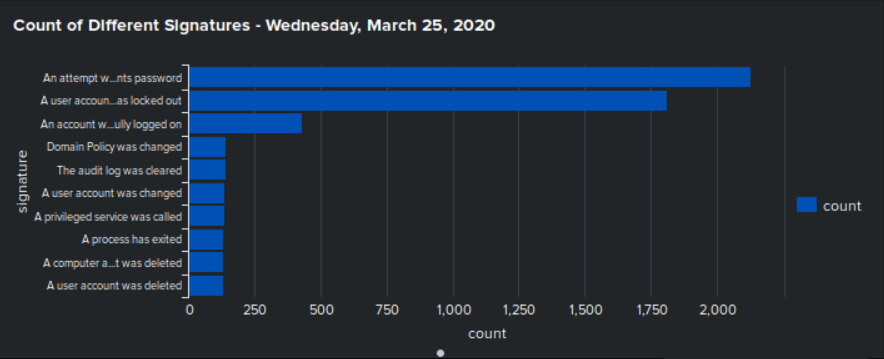 Count of Different Signatures - Wednesday, March 25, 2020
An attempt w...nts password
A user accoun...as locked out
An account w...ully logged on
Domain Policy was changed
The audit log was cleared
A user account was changed
A privileged service was called
A process has exited
A computer a...t was deleted
A user account was deleted
signature
0 250 500 750 1,000 1,250 1,500 1,750 2,000
count
count